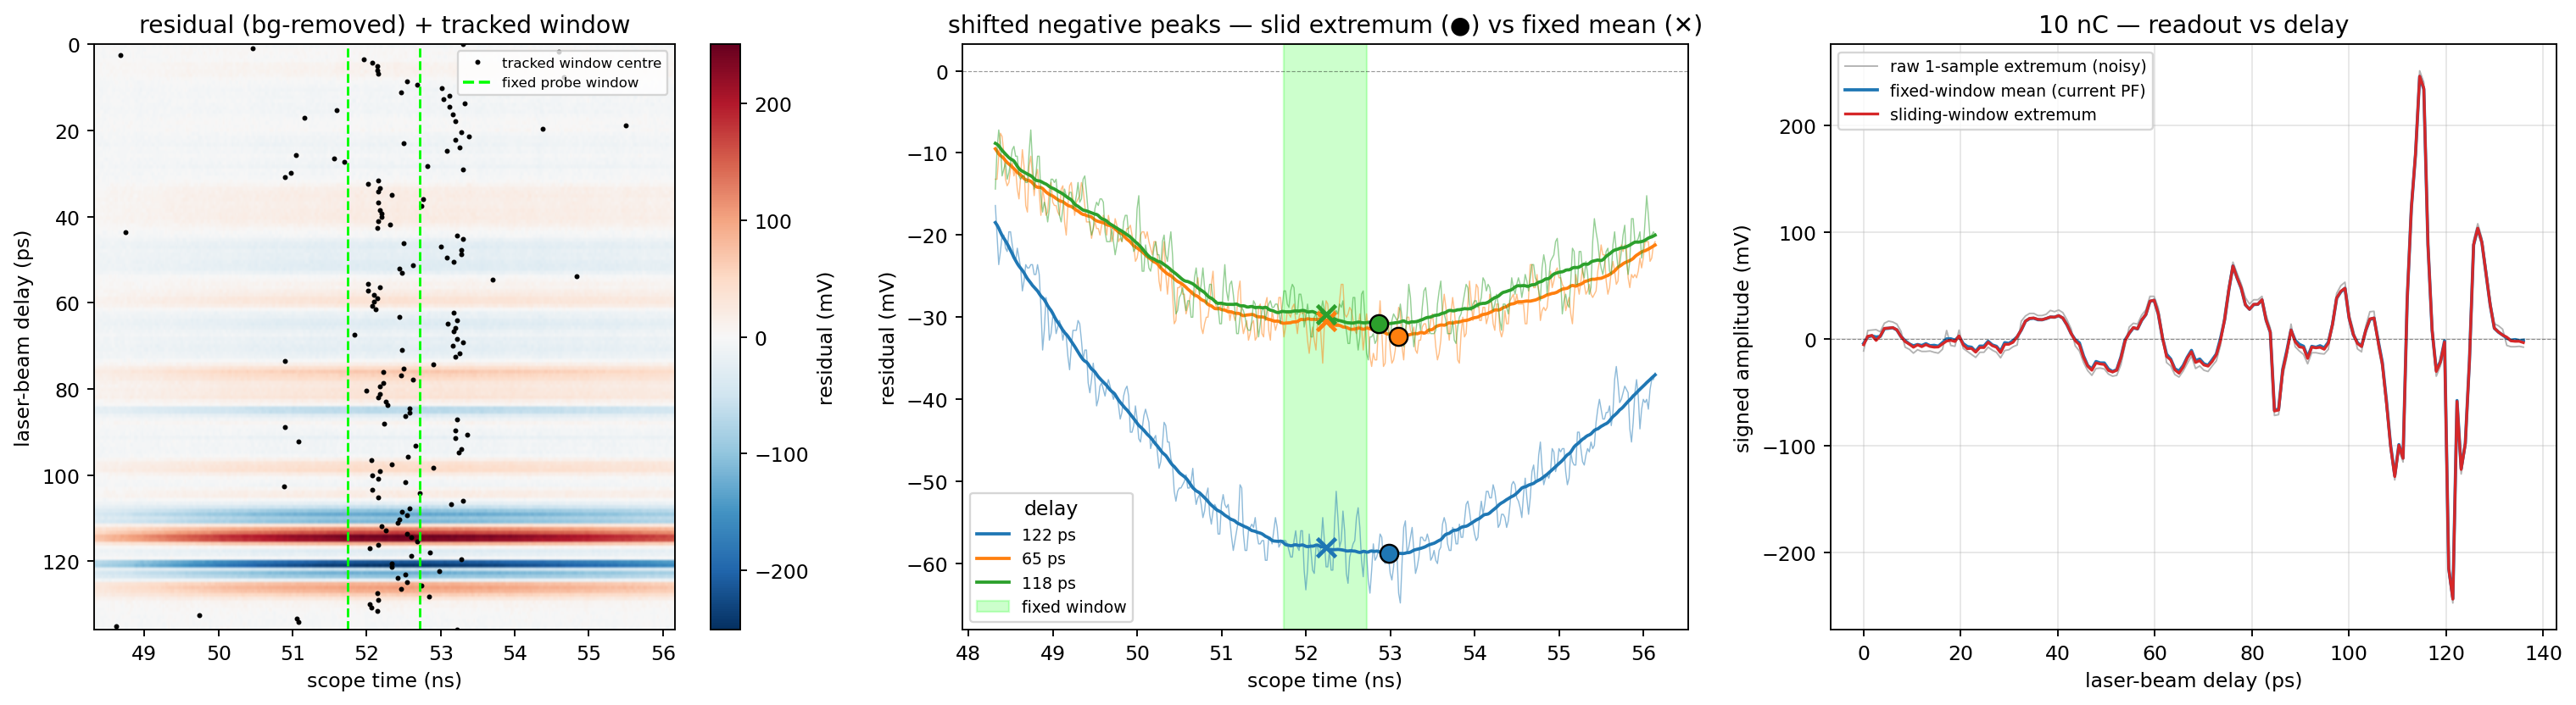 residual (bg-removed) + tracked window
tracked window centre
fixed probe window
0
20
40
60
80
100
120
laser-beam delay (ps)
49
50
51
52
53
54
55
56
scope time (ns)
200
100
0
−100
−200
residual (mV)
shifted negative peaks — slid extremum (●) vs fixed mean (✕)
0
−10
−20
−30
−40
−50
−60
residual (mV)
delay
122 ps
65 ps
118 ps
fixed window
48
49
50
51
52
53
54
55
56
scope time (ns)
10 nC — readout vs delay
raw 1-sample extremum (noisy)
fixed-window mean (current PF)
sliding-window extremum
200
100
0
−100
−200
signed amplitude (mV)
0
20
40
60
80
100
120
140
laser-beam delay (ps)